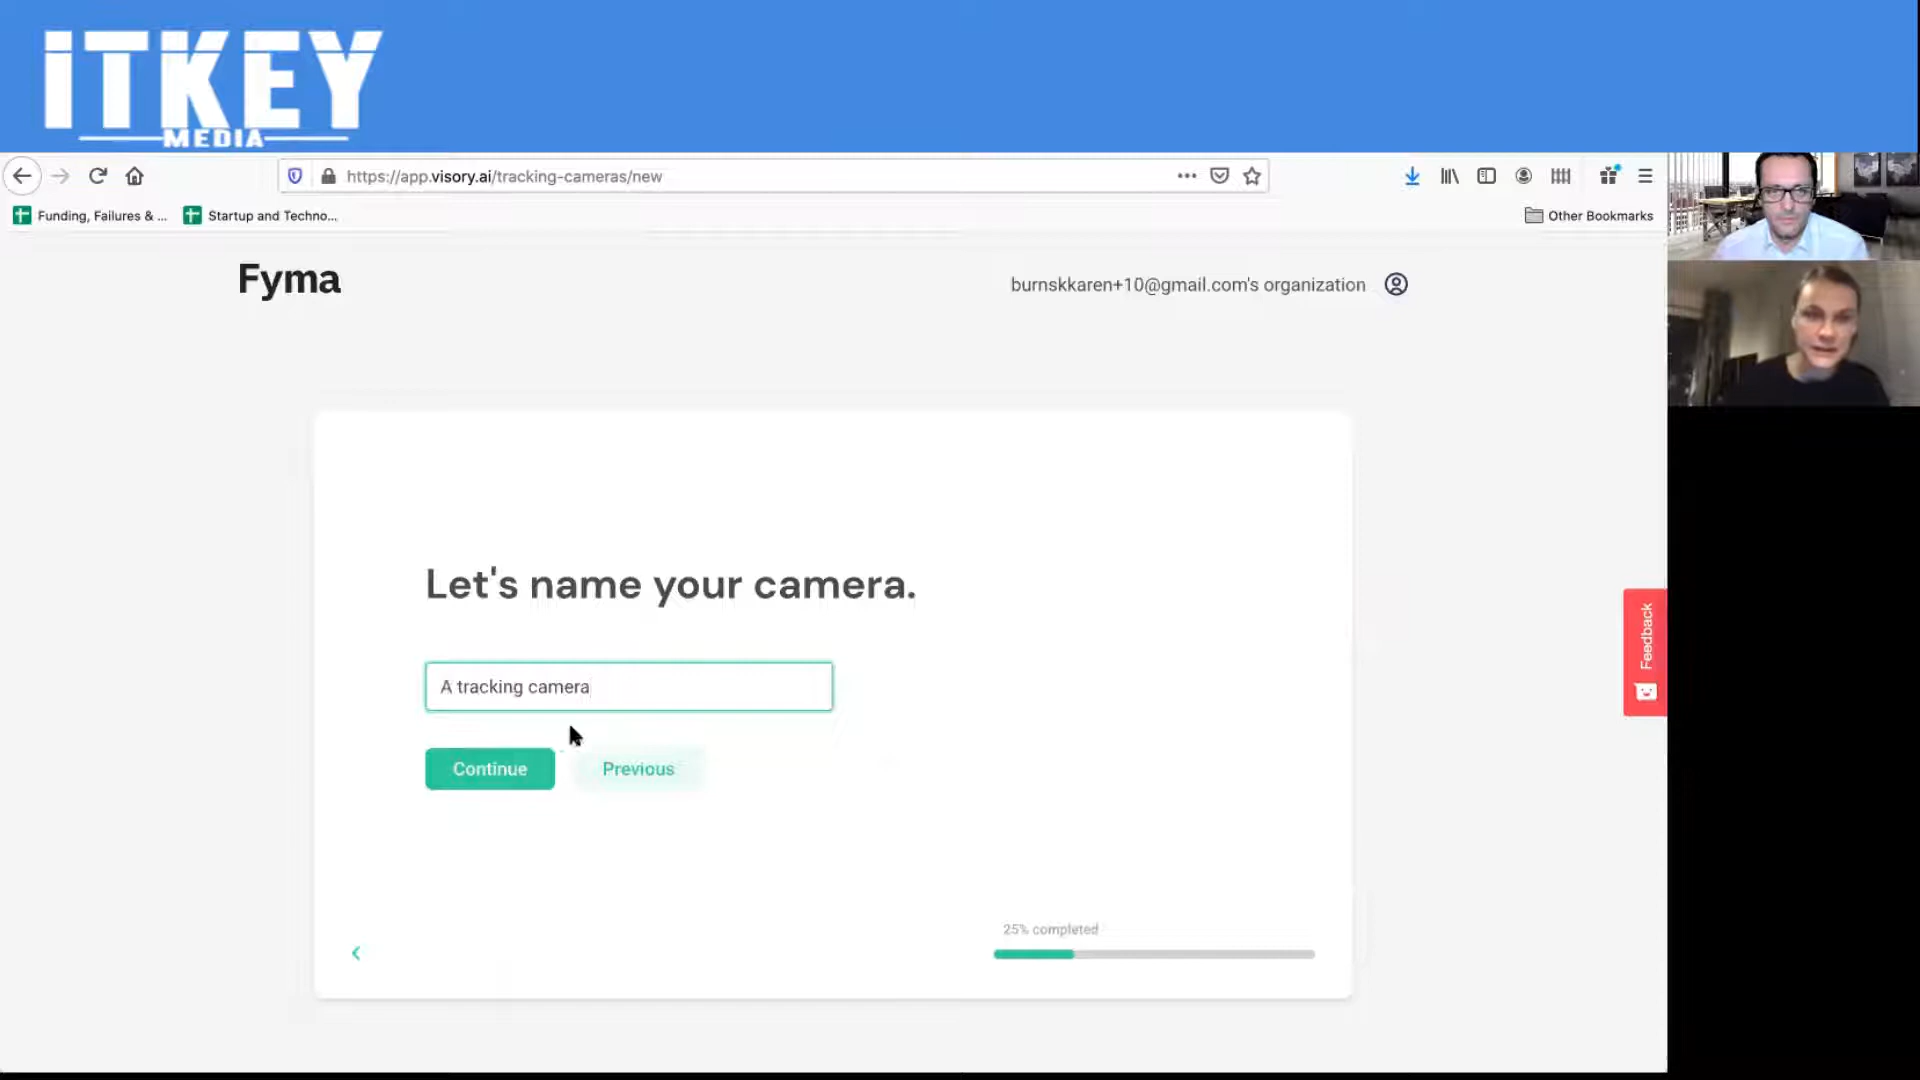 iTKEY
MEDIA
https://app.visory.ai/tracking-cameras/new
Funding, Failures & ...
Startup and Techno...
Other Bookmarks
Fyma
burnskkaren+10@gmail.com's organization
Let's name your camera.
A tracking camera
Continue
Previous
Feedback
25% completed